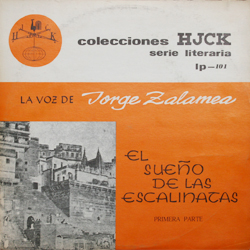 colecciones HJCK
serie literaria
lp-101
LA VOZ DE Jorge Zalamea
EL
SUEÑO
DE LAS
ESCALINATAS
PRIMERA PARTE